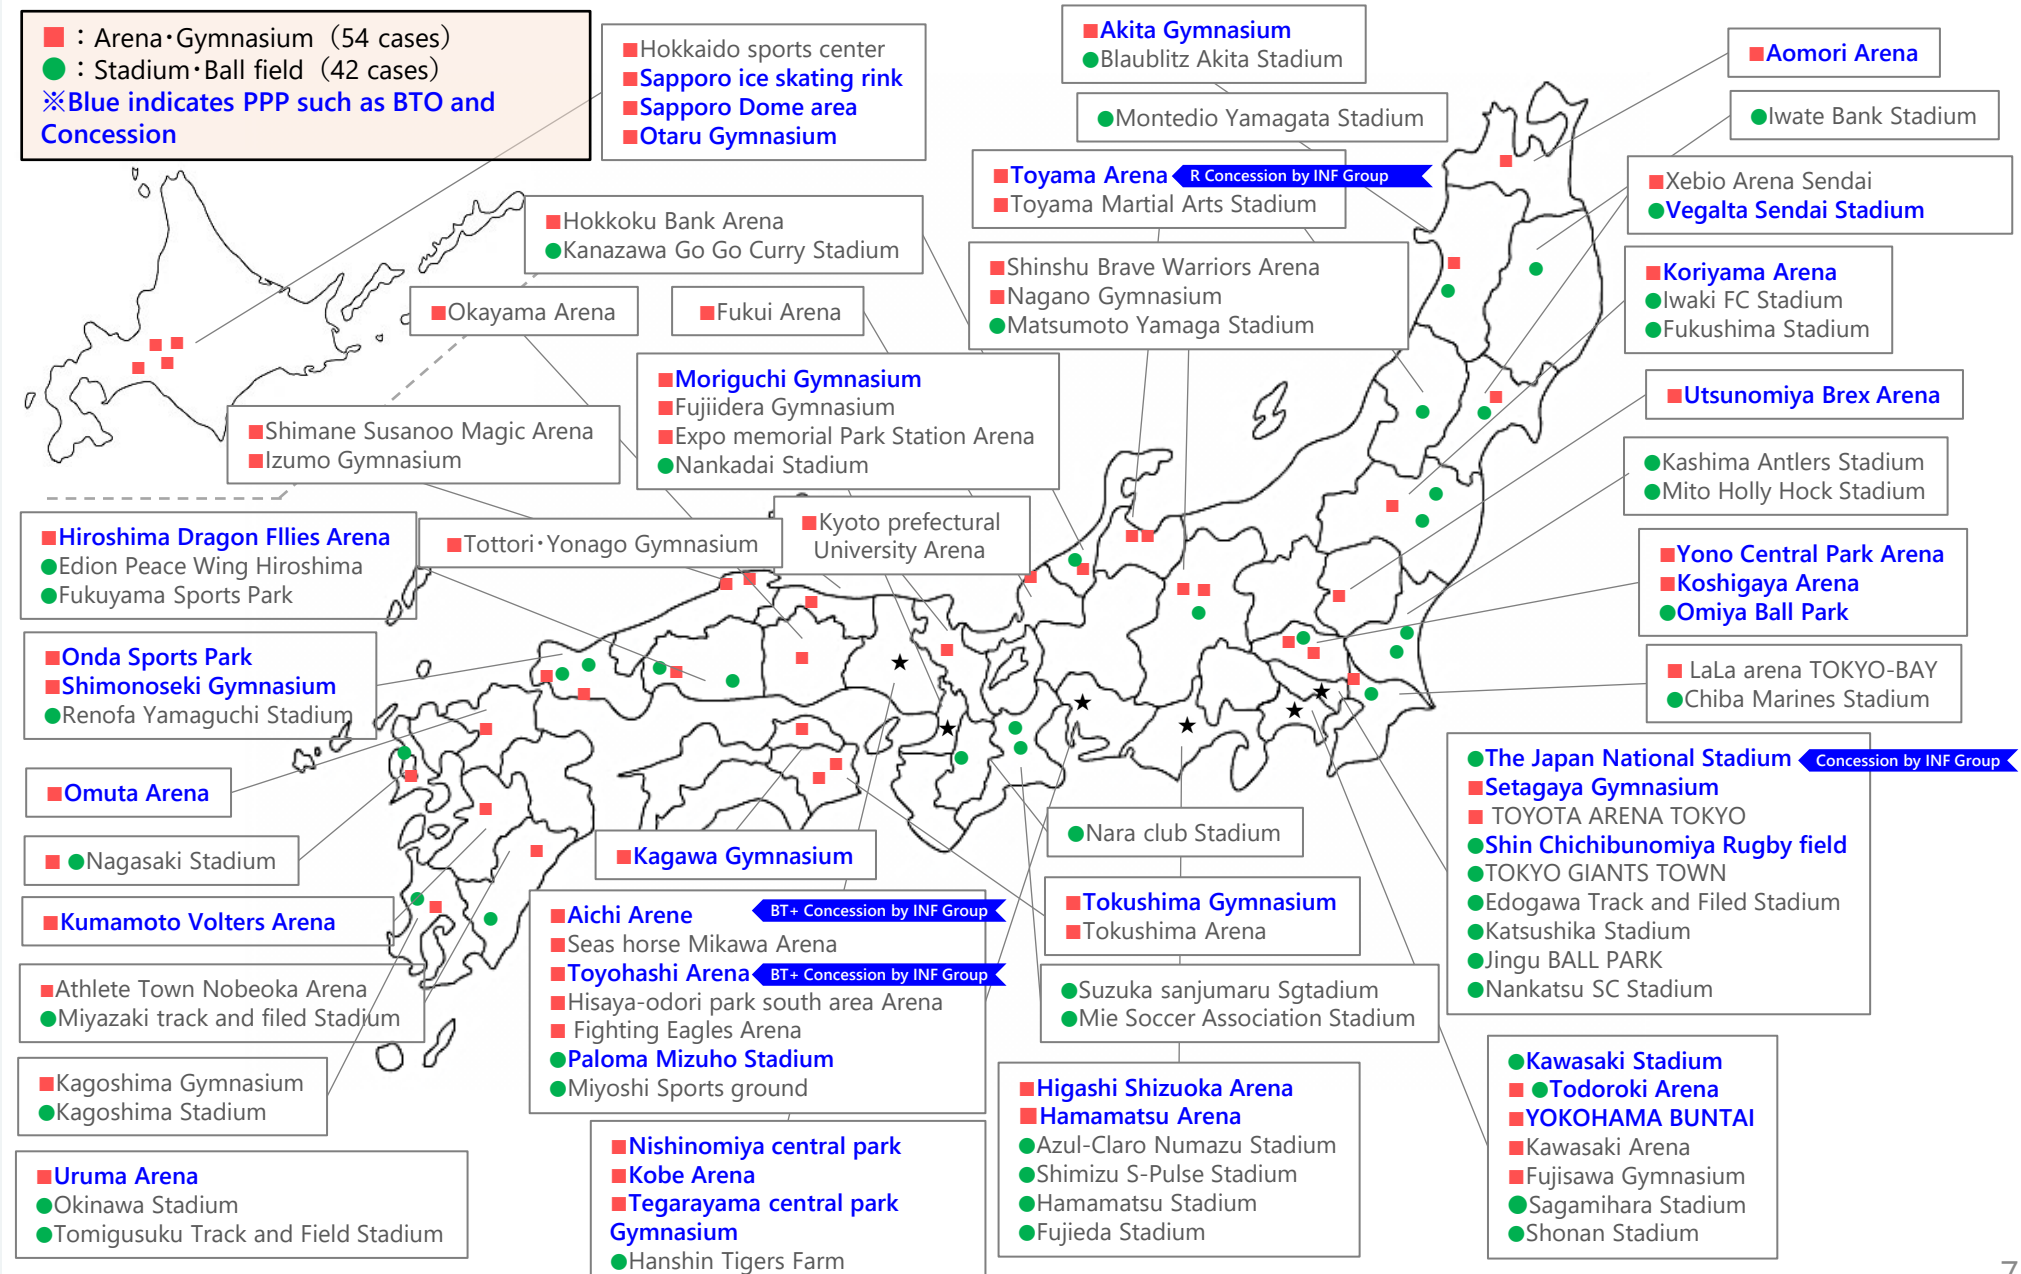 ■：Arena･Gymnasium（54 cases）
●：Stadium･Ball field（42 cases）
※Blue indicates PPP such as BTO and
Concession
■Hokkaido sports center
■Sapporo ice skating rink
■Sapporo Dome area
■Otaru Gymnasium
■Akita Gymnasium
●Blaublitz Akita Stadium
■Aomori Arena
●Montedio Yamagata Stadium
●Iwate Bank Stadium
■Toyama Arena
R Concession by INF Group
■Toyama Martial Arts Stadium
■Xebio Arena Sendai
●Vegalta Sendai Stadium
■Hokkoku Bank Arena
●Kanazawa Go Go Curry Stadium
■Shinshu Brave Warriors Arena
■Nagano Gymnasium
●Matsumoto Yamaga Stadium
■Koriyama Arena
●Iwaki FC Stadium
●Fukushima Stadium
■Okayama Arena
■Fukui Arena
■Moriguchi Gymnasium
■Fujiidera Gymnasium
■Expo memorial Park Station Arena
●Nankadai Stadium
■Utsunomiya Brex Arena
■Shimane Susanoo Magic Arena
■Izumo Gymnasium
●Kashima Antlers Stadium
●Mito Holly Hock Stadium
■Hiroshima Dragon Fllies Arena
●Edion Peace Wing Hiroshima
●Fukuyama Sports Park
■Tottori･Yonago Gymnasium
■Kyoto prefectural
University Arena
■Yono Central Park Arena
■Koshigaya Arena
●Omiya Ball Park
■Onda Sports Park
■Shimonoseki Gymnasium
●Renofa Yamaguchi Stadium
■ LaLa arena TOKYO-BAY
●Chiba Marines Stadium
■Omuta Arena
■ ●Nagasaki Stadium
■Kagawa Gymnasium
●Nara club Stadium
●The Japan National Stadium
Concession by INF Group
■Setagaya Gymnasium
■ TOYOTA ARENA TOKYO
●Shin Chichibunomiya Rugby field
●TOKYO GIANTS TOWN
●Edogawa Track and Filed Stadium
●Katsushika Stadium
●Jingu BALL PARK
●Nankatsu SC Stadium
■Kumamoto Volters Arena
■Aichi Arene
BT+ Concession by INF Group
■Seas horse Mikawa Arena
■Toyohashi Arena
BT+ Concession by INF Group
■Hisaya-odori park south area Arena
■ Fighting Eagles Arena
●Paloma Mizuho Stadium
●Miyoshi Sports ground
■Tokushima Gymnasium
■Tokushima Arena
■Athlete Town Nobeoka Arena
●Miyazaki track and filed Stadium
●Suzuka sanjumaru Sgtadium
●Mie Soccer Association Stadium
■Kagoshima Gymnasium
●Kagoshima Stadium
■Higashi Shizuoka Arena
■Hamamatsu Arena
●Azul-Claro Numazu Stadium
●Shimizu S-Pulse Stadium
●Hamamatsu Stadium
●Fujieda Stadium
●Kawasaki Stadium
■ ●Todoroki Arena
■YOKOHAMA BUNTAI
■Kawasaki Arena
■Fujisawa Gymnasium
●Sagamihara Stadium
●Shonan Stadium
■Uruma Arena
●Okinawa Stadium
●Tomigusuku Track and Field Stadium
■Nishinomiya central park
■Kobe Arena
■Tegarayama central park
Gymnasium
●Hanshin Tigers Farm
7